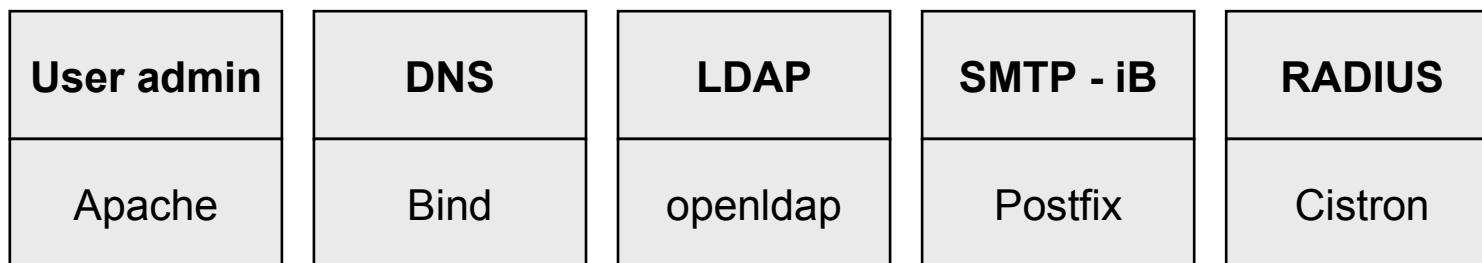 User admin
DNS
LDAP
SMTP - iB
RADIUS
Apache
Bind
openldap
Postfix
Cistron